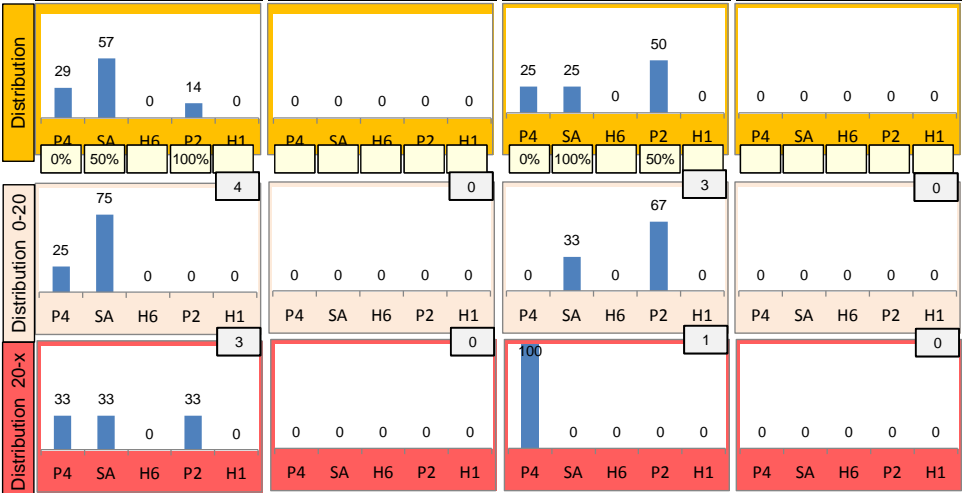 Distribution
57
29
14
0
0
P4 SA H6 P2 H1
0 0 0 0 0
P4 SA H6 P2 H1
50
25 25
0
0
P4 SA H6 P2 H1
0 0 0 0 0
P4 SA H6 P2 H1
0% 50% 100%
0% 100% 50%
Distribution 0-20
4
75
25
0 0 0
P4 SA H6 P2 H1
0
0 0 0 0 0
P4 SA H6 P2 H1
3
67
33
0 0 0
P4 SA H6 P2 H1
0
0 0 0 0 0
P4 SA H6 P2 H1
Distribution 20-x
3
33 33 33
0 0
P4 SA H6 P2 H1
0
0 0 0 0 0
P4 SA H6 P2 H1
1
100
0 0 0 0
P4 SA H6 P2 H1
0
0 0 0 0 0
P4 SA H6 P2 H1